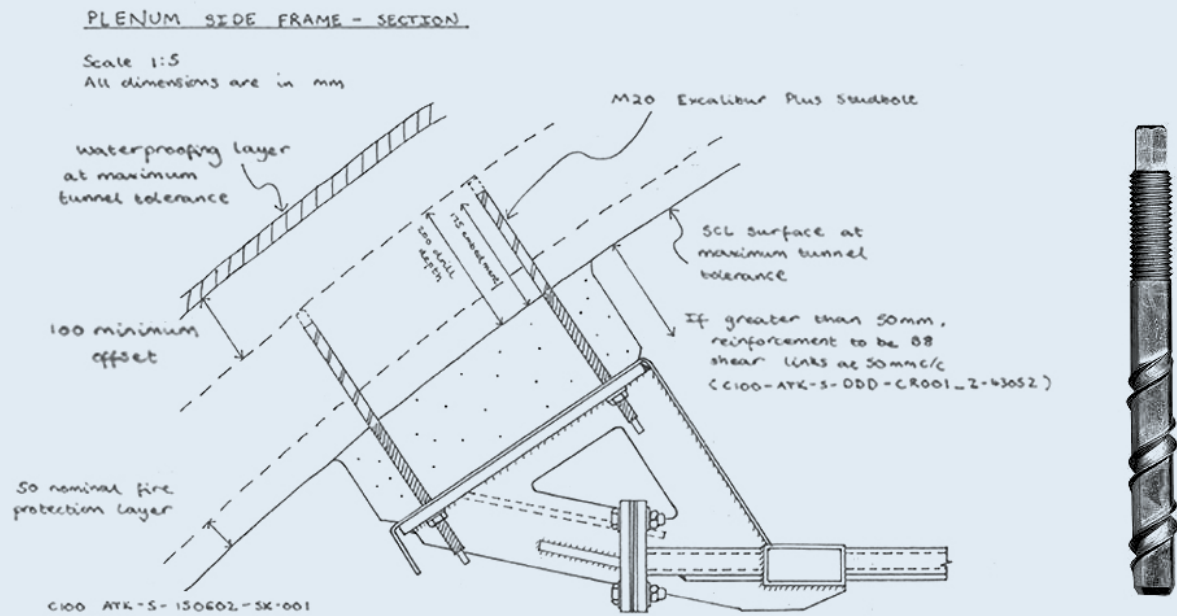 PLENUM SIDE FRAME - SECTION
Scale 1:5
All dimensions are in mm
M20 Excalibur Plus Studbolt
waterproofing layer
at maximum
tunnel tolerance
175 embedment
200 drill
depth
SCL surface at
maximum tunnel
tolerance
100 minimum
offset
If greater than 50mm,
reinforcement to be B8
shear links at 50mm c/c
(C100-ATK-S-DDD-CR001_Z-43052)
50 nominal fire
protection layer
C100 ATK-S-150602-SK-001